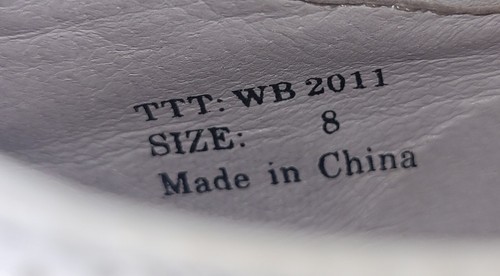 TTT: WB 2011
SIZE: 8
Made in China